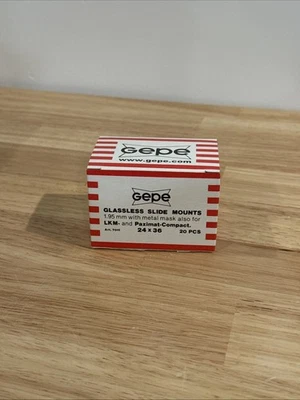 Gepe
www.gepe.com
Gepe
GLASSLESS SLIDE MOUNTS
1.95 mm with metal mask also for
LKM- and Paximat-Compact.
24 x 36
20 PCS